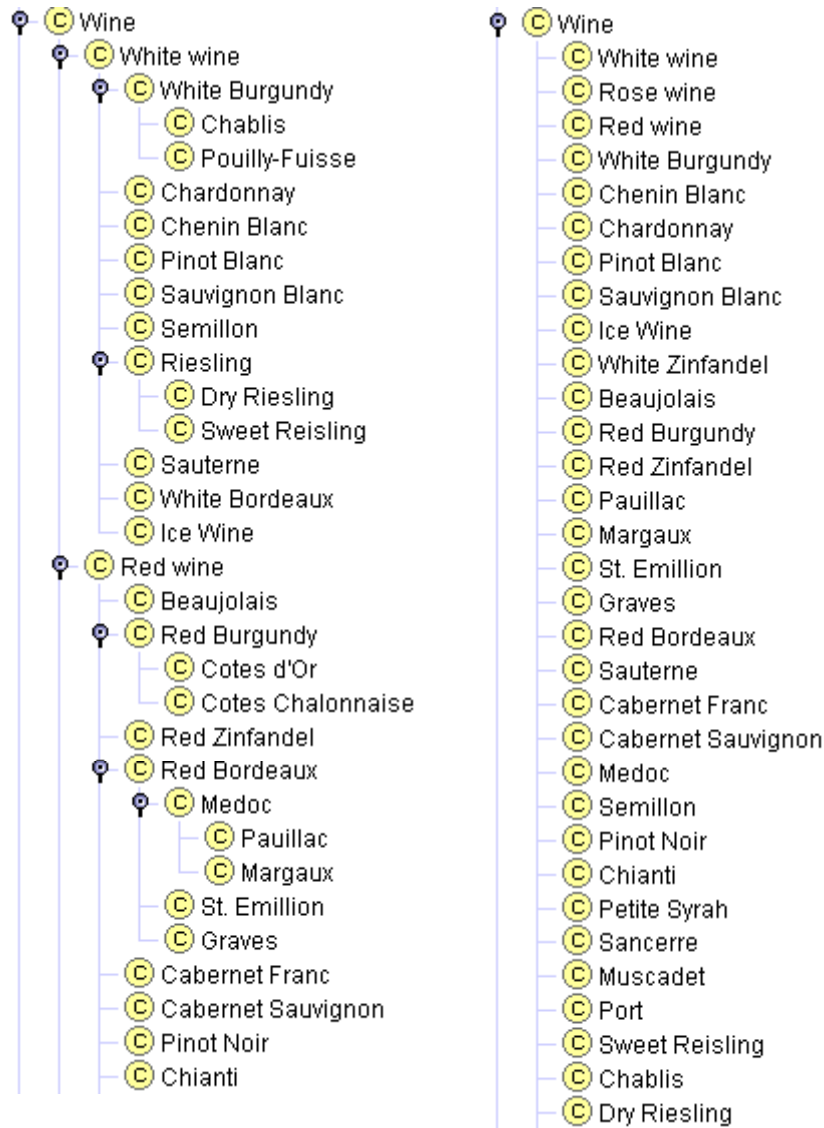 Wine
White wine
White Burgundy
Chablis
Pouilly-Fuisse
Chardonnay
Chenin Blanc
Pinot Blanc
Sauvignon Blanc
Semillon
Riesling
Dry Riesling
Sweet Reisling
Sauterne
White Bordeaux
Ice Wine
Red wine
Beaujolais
Red Burgundy
Cotes d'Or
Cotes Chalonnaise
Red Zinfandel
Red Bordeaux
Medoc
Pauillac
Margaux
St. Emillion
Graves
Cabernet Franc
Cabernet Sauvignon
Pinot Noir
Chianti
Wine
White wine
Rose wine
Red wine
White Burgundy
Chenin Blanc
Chardonnay
Pinot Blanc
Sauvignon Blanc
Ice Wine
White Zinfandel
Beaujolais
Red Burgundy
Red Zinfandel
Pauillac
Margaux
St. Emillion
Graves
Red Bordeaux
Sauterne
Cabernet Franc
Cabernet Sauvignon
Medoc
Semillon
Pinot Noir
Chianti
Petite Syrah
Sancerre
Muscadet
Port
Sweet Reisling
Chablis
Dry Riesling